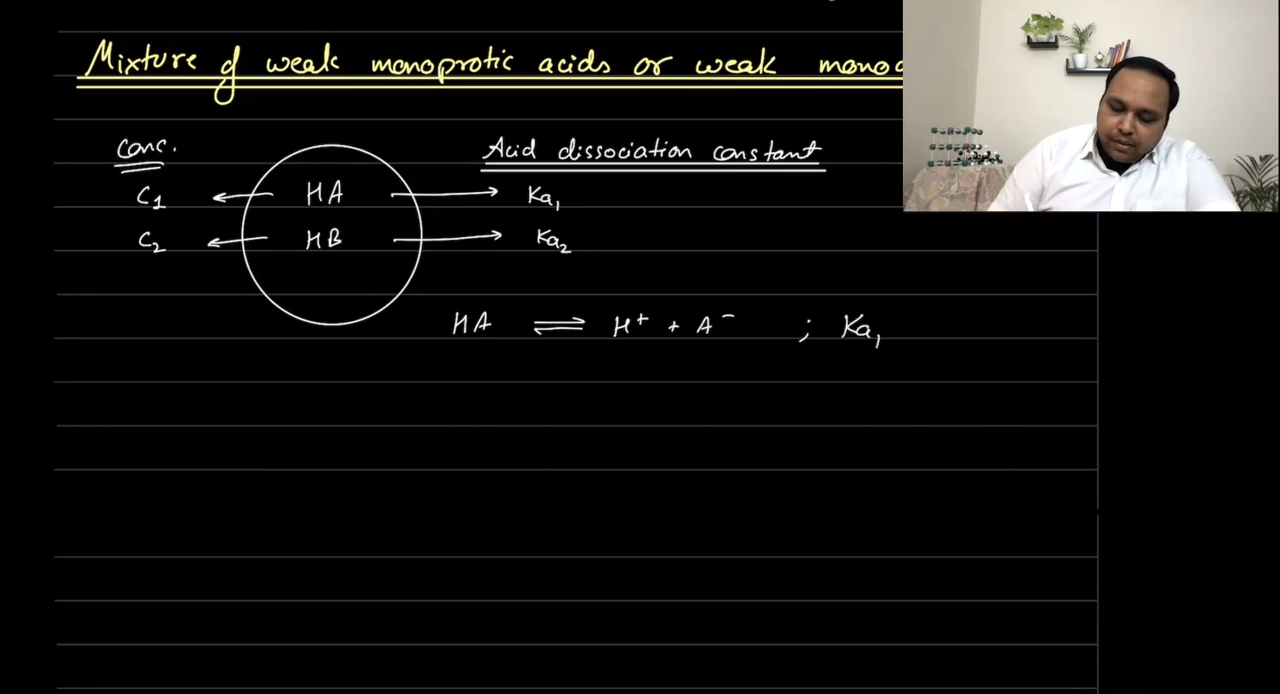 Mixture of weak monoprotic acids or weak
conc. Acid dissociation constant
C₁ ← HA → Ka₁
C₂ ← HB → Ka₂
HA ⇌ H⁺ + A⁻ ; Ka₁